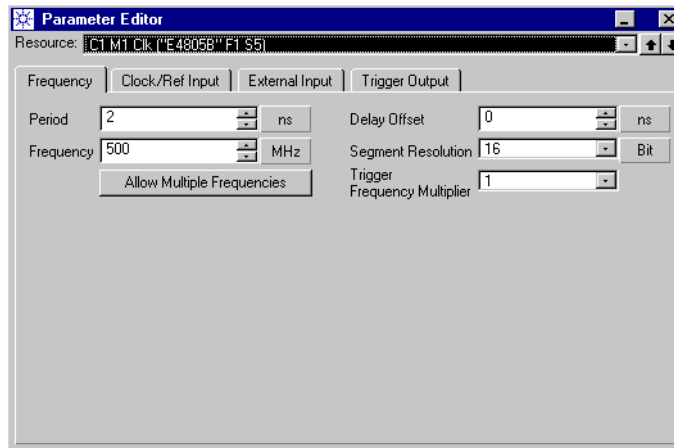 Parameter Editor
Resource: C1 M1 Clk ("E4805B" F1 S5)
Frequency Clock/Ref Input External Input Trigger Output
Period 2 ns Delay Offset 0 ns
Frequency 500 MHz Segment Resolution 16 Bit
Allow Multiple Frequencies Trigger Frequency Multiplier 1